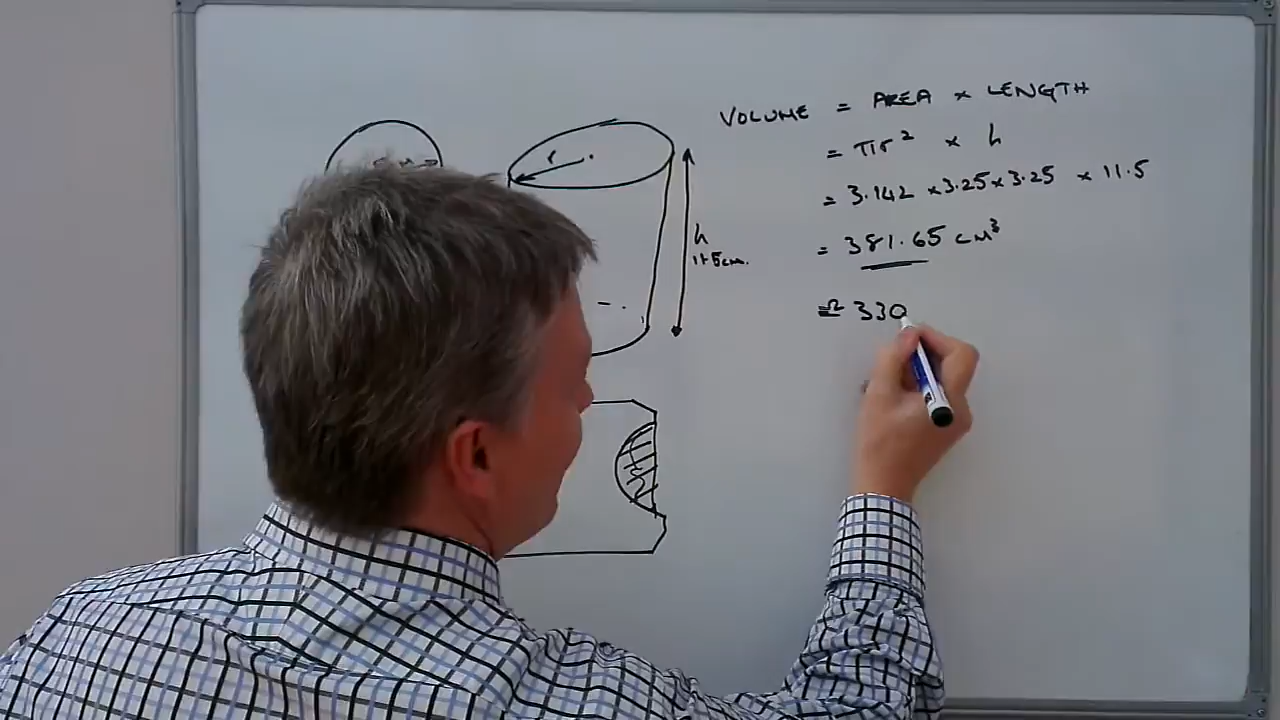 VOLUME = AREA × LENGTH
= πr² × h
= 3.142 × 3.25 × 3.25 × 11.5
= 381.65 cm³
≏ 330
r
h
11.5cm.